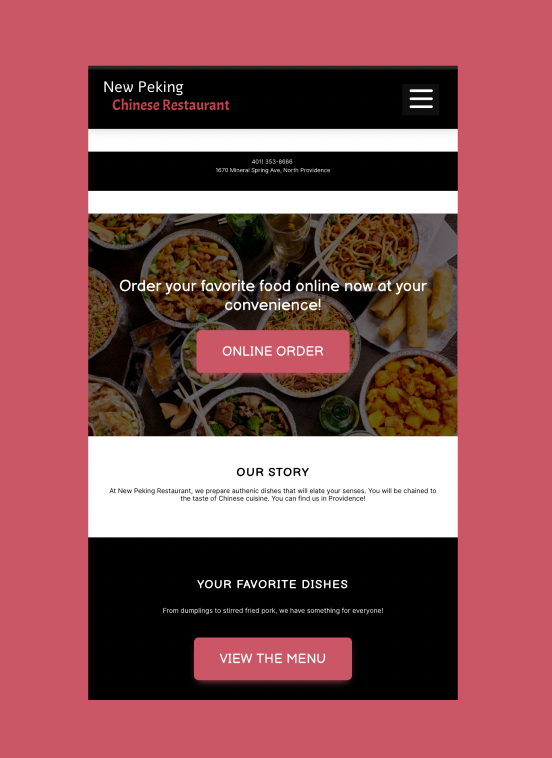 New Peking
Chinese Restaurant
401) 353-8666
1670 Mineral Spring Ave, North Providence
Order your favorite food online now at your
convenience!
ONLINE ORDER
OUR STORY
At New Peking Restaurant, we prepare authenic dishes that will elate your senses. You will be chained to
the taste of Chinese cuisine. You can find us in Providence!
YOUR FAVORITE DISHES
From dumplings to stirred fried pork, we have something for everyone!
VIEW THE MENU